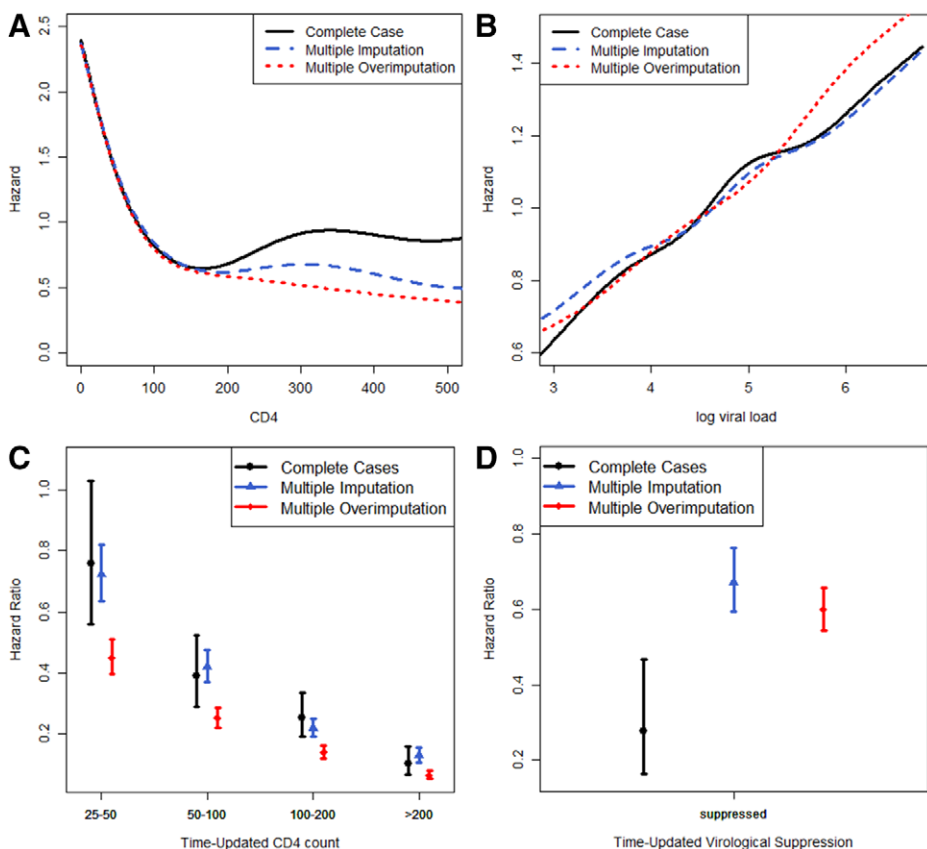 A
Complete Case
Multiple Imputation
Multiple Overimputation
Hazard
2.5
2.0
1.5
1.0
0.5
0.0
0 100 200 300 400 500
CD4
B
Complete Case
Multiple Imputation
Multiple Overimputation
Hazard
1.4
1.2
1.0
0.8
0.6
3 4 5 6
log viral load
C
Complete Cases
Multiple Imputation
Multiple Overimputation
Hazard Ratio
1.0
0.8
0.6
0.4
0.2
25-50 50-100 100-200 >200
Time-Updated CD4 count
D
Complete Cases
Multiple Imputation
Multiple Overimputation
Hazard Ratio
1.0
0.8
0.6
0.4
0.2
suppressed
Time-Updated Virological Suppression